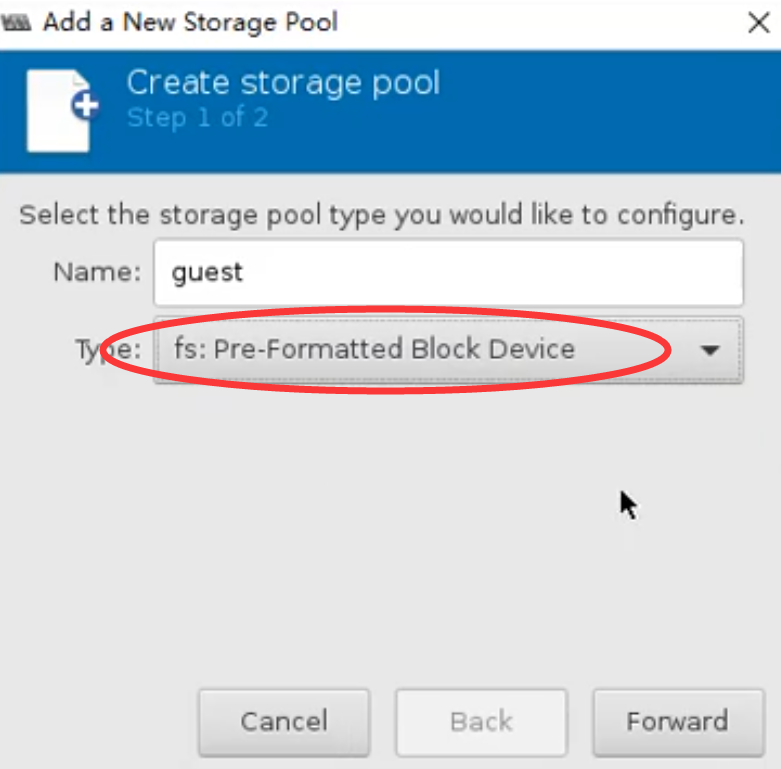 Add a New Storage Pool
Create storage pool
Step 1 of 2
Select the storage pool type you would like to configure.
Name: guest
Type: fs: Pre-Formatted Block Device
Cancel Back Forward